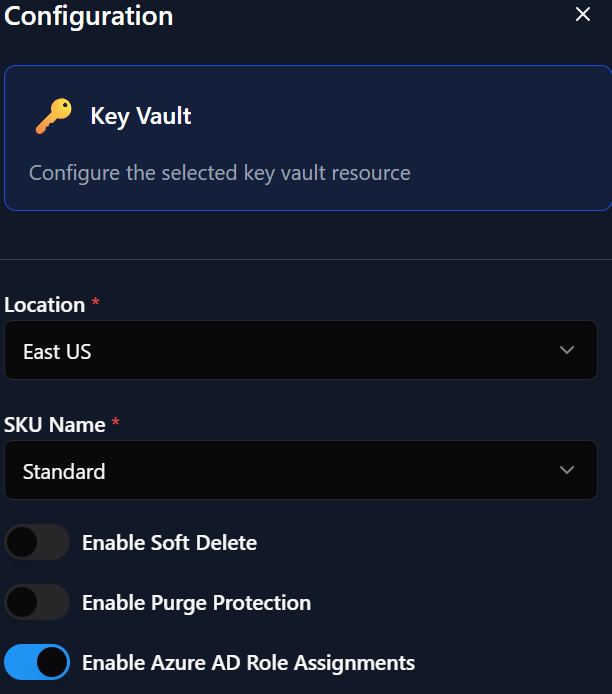 Configuration
Key Vault
Configure the selected key vault resource
Location *
East US
SKU Name *
Standard
Enable Soft Delete
Enable Purge Protection
Enable Azure AD Role Assignments